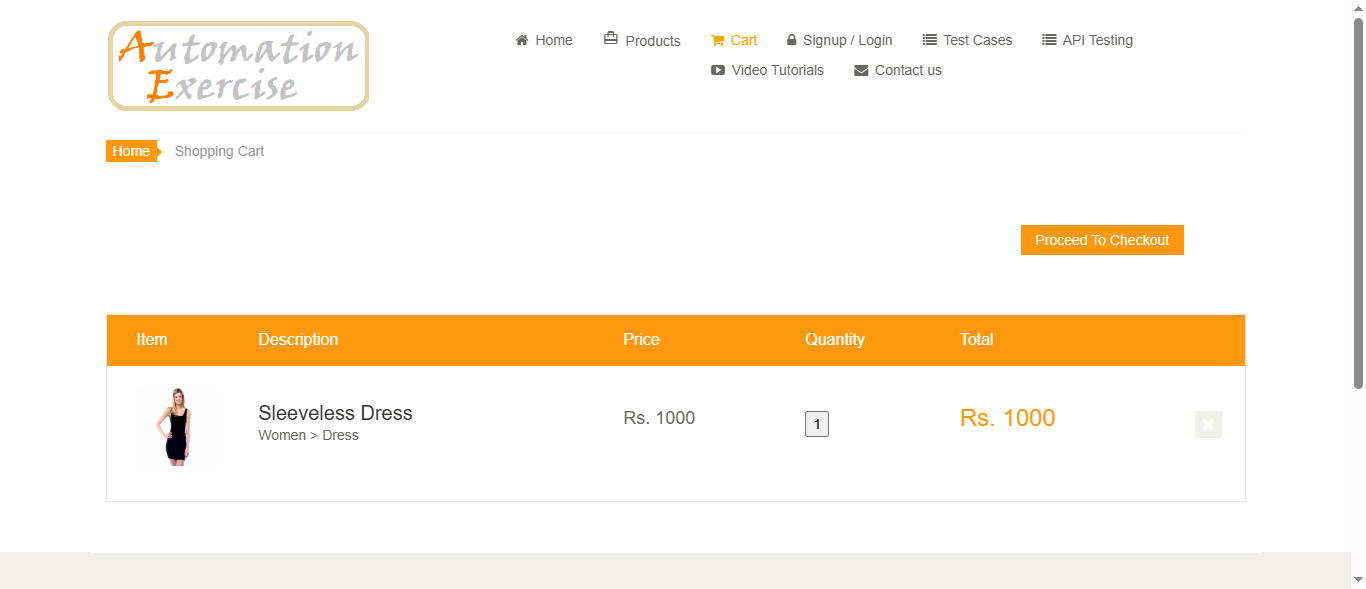 Automation
Exercise
Home Products Cart Signup / Login Test Cases API Testing
Video Tutorials Contact us
Home Shopping Cart
Proceed To Checkout
Item Description Price Quantity Total
Sleeveless Dress Rs. 1000 1 Rs. 1000
Women > Dress